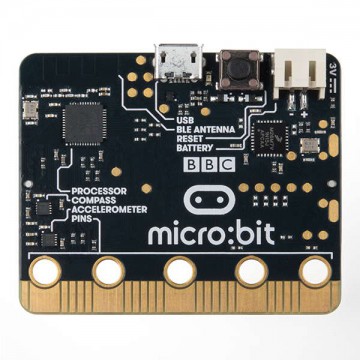 3V
USB
BLE ANTENNA
RESET
BATTERY
BBC
PROCESSOR
COMPASS
ACCELEROMETER
PINS
micro:bit